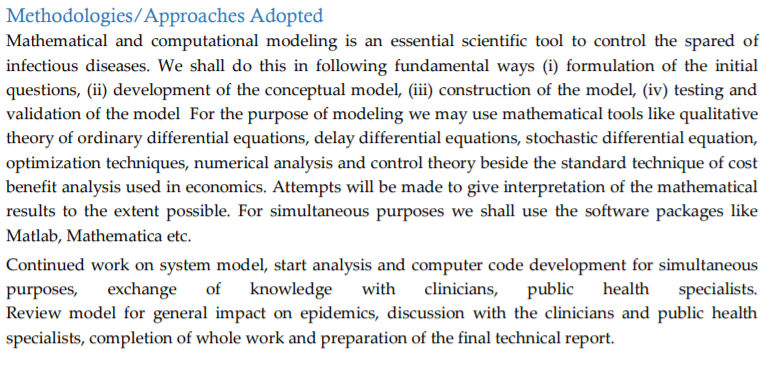 Methodologies/Approaches Adopted
Mathematical and computational modeling is an essential scientific tool to control the spared of
infectious diseases. We shall do this in following fundamental ways (i) formulation of the initial
questions, (ii) development of the conceptual model, (iii) construction of the model, (iv) testing and
validation of the model  For the purpose of modeling we may use mathematical tools like qualitative
theory of ordinary differential equations, delay differential equations, stochastic differential equation,
optimization techniques, numerical analysis and control theory beside the standard technique of cost
benefit analysis used in economics. Attempts will be made to give interpretation of the mathematical
results to the extent possible. For simultaneous purposes we shall use the software packages like
Matlab, Mathematica etc.
Continued work on system model, start analysis and computer code development for simultaneous
purposes, exchange of knowledge with clinicians, public health specialists.
Review model for general impact on epidemics, discussion with the clinicians and public health
specialists, completion of whole work and preparation of the final technical report.